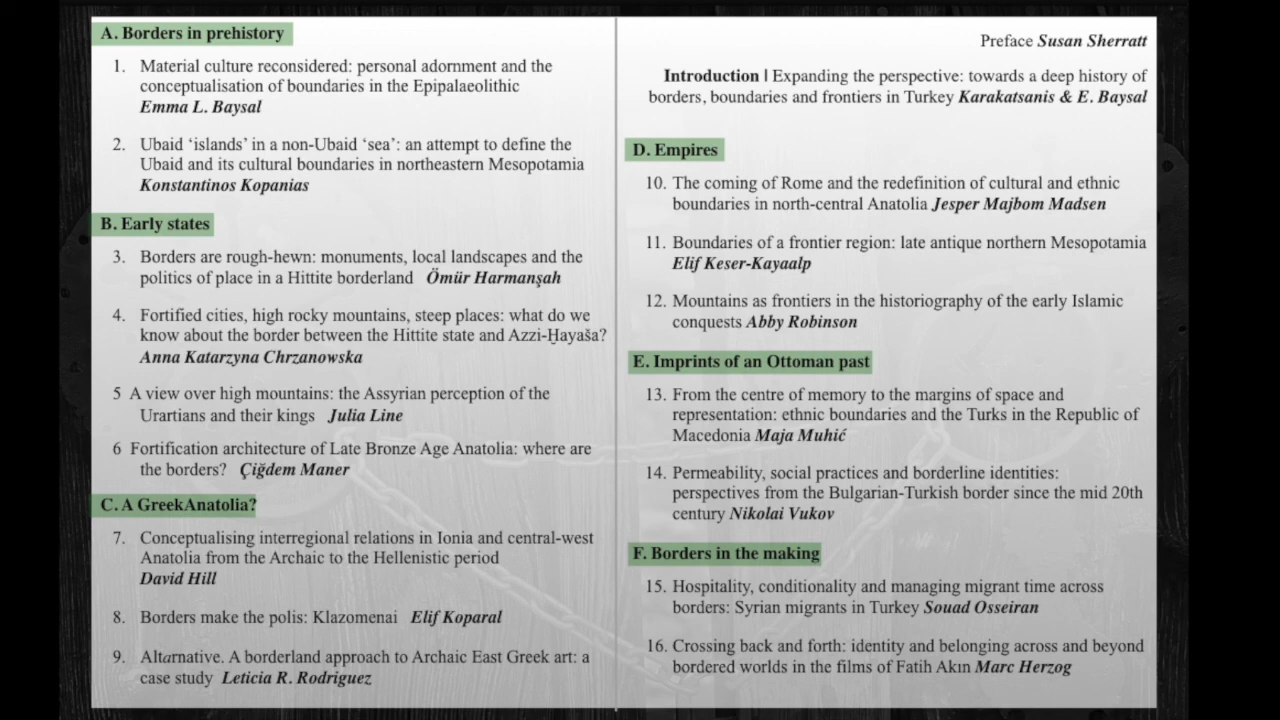 A. Borders in prehistory
1. Material culture reconsidered: personal adornment and the
conceptualisation of boundaries in the Epipalaeolithic
Emma L. Baysal
2. Ubaid ‘islands’ in a non-Ubaid ‘sea’: an attempt to define the
Ubaid and its cultural boundaries in northeastern Mesopotamia
Konstantinos Kopanias
B. Early states
3. Borders are rough-hewn: monuments, local landscapes and the
politics of place in a Hittite borderland Ömür Harmanşah
4. Fortified cities, high rocky mountains, steep places: what do we
know about the border between the Hittite state and Azzi-Ḫayaša?
Anna Katarzyna Chrzanowska
5 A view over high mountains: the Assyrian perception of the
Urartians and their kings Julia Line
6 Fortification architecture of Late Bronze Age Anatolia: where are
the borders? Çiğdem Maner
C. A GreekAnatolia?
7. Conceptualising interregional relations in Ionia and central-west
Anatolia from the Archaic to the Hellenistic period
David Hill
8. Borders make the polis: Klazomenai Elif Koparal
9. Altarnative. A borderland approach to Archaic East Greek art: a
case study Leticia R. Rodriguez
Preface Susan Sherratt
Introduction | Expanding the perspective: towards a deep history of
borders, boundaries and frontiers in Turkey Karakatsanis & E. Baysal
D. Empires
10. The coming of Rome and the redefinition of cultural and ethnic
boundaries in north-central Anatolia Jesper Majbom Madsen
11. Boundaries of a frontier region: late antique northern Mesopotamia
Elif Keser-Kayaalp
12. Mountains as frontiers in the historiography of the early Islamic
conquests Abby Robinson
E. Imprints of an Ottoman past
13. From the centre of memory to the margins of space and
representation: ethnic boundaries and the Turks in the Republic of
Macedonia Maja Muhić
14. Permeability, social practices and borderline identities:
perspectives from the Bulgarian-Turkish border since the mid 20th
century Nikolai Vukov
F. Borders in the making
15. Hospitality, conditionality and managing migrant time across
borders: Syrian migrants in Turkey Souad Osseiran
16. Crossing back and forth: identity and belonging across and beyond
bordered worlds in the films of Fatih Akın Marc Herzog